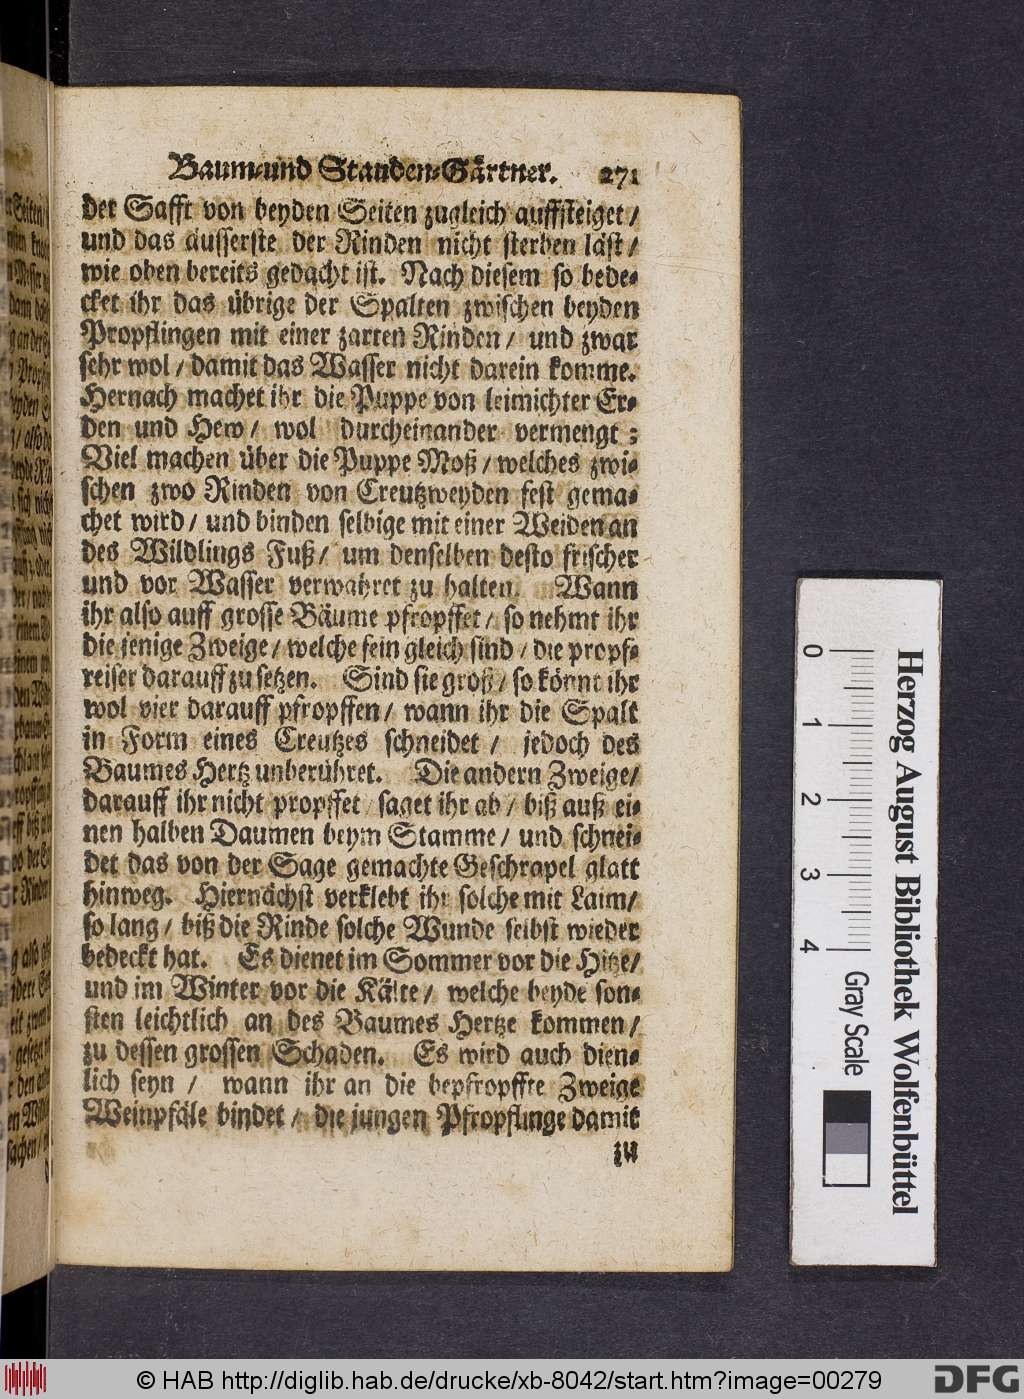 Baum-und Standen-Gärtner. 271
der Safft von beyden Seiten zugleich auffsteiget /
und das äusserste der Rinden nicht sterben läst /
wie oben bereits gedacht ist. Nach diesem so bede-
cket ihr das übrige der Spalten zwischen beyden
Propflingen mit einer zarten Rinden / und zwar
sehr wol / damit das Wasser nicht darein komme.
Hernach machet ihr die Puppe von leimichter Er-
den und Hew / wol durcheinander vermengt ;
Viel machen über die Puppe Moß / welches zwi-
schen zwo Rinden von Creutzweyden fest gema-
chet wird / und binden selbige mit einer Weiden an
des Wildlings Fuß / um denselben desto frischer
und vor Wasser verwahret zu halten. Wann
ihr also auff grosse Bäume pfropffet / so nehmt ihr
die jenige Zweige / welche fein gleich sind / die propf-
reiser darauff zu setzen. Sind sie groß / so könnt ihr
wol vier darauff pfropffen / wann ihr die Spalt
in Form eines Creutzes schneidet / jedoch des
Baumes Hertz unberühret. Die andern Zweige /
darauff ihr nicht propffet / saget ihr ab / biß auß ei-
nen halben Daumen beym Stamme / und schnei-
det das von der Sage gemachte Geschrapel glatt
hinweg. Hiernächst verklebt ihr solche mit Laim /
so lang / biß die Rinde solche Wunde selbst wieder
bedeckt hat. Es dienet im Sommer vor die Hitze /
und im Winter vor die Kälte / welche beyde son-
sten leichtlich an des Baumes Hertze kommen /
zu dessen grossen Schaden. Es wird auch dien-
lich seyn / wann ihr an die bepfropffte Zweige
Weinpfäle bindet / die jungen Pfropflinge damit
zu
0 1 2 3 4 Gray Scale
Herzog August Bibliothek Wolfenbüttel
© HAB http://diglib.hab.de/drucke/xb-8042/start.htm?image=00279
DFG